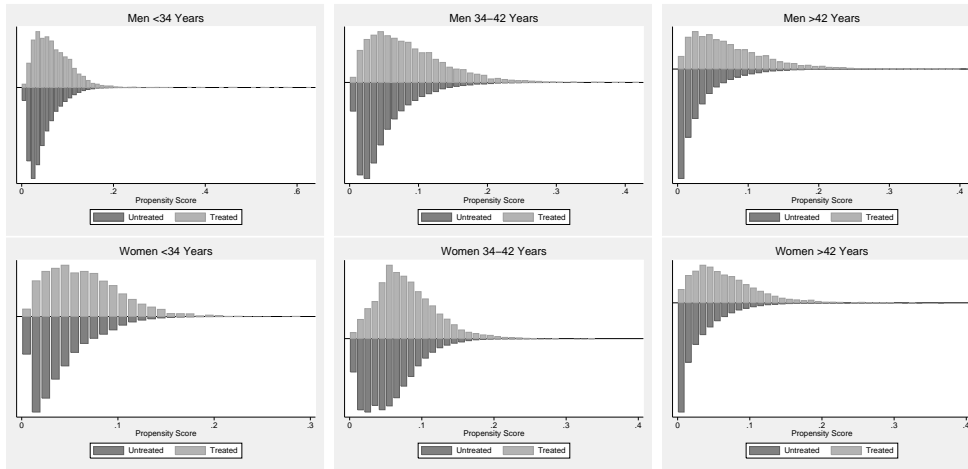 Men <34 Years
0 .2 .4 .6
Propensity Score
Untreated Treated
Men 34–42 Years
0 .1 .2 .3 .4
Propensity Score
Untreated Treated
Men >42 Years
0 .1 .2 .3 .4
Propensity Score
Untreated Treated
Women <34 Years
0 .1 .2 .3
Propensity Score
Untreated Treated
Women 34–42 Years
0 .1 .2 .3 .4
Propensity Score
Untreated Treated
Women >42 Years
0 .1 .2 .3 .4
Propensity Score
Untreated Treated